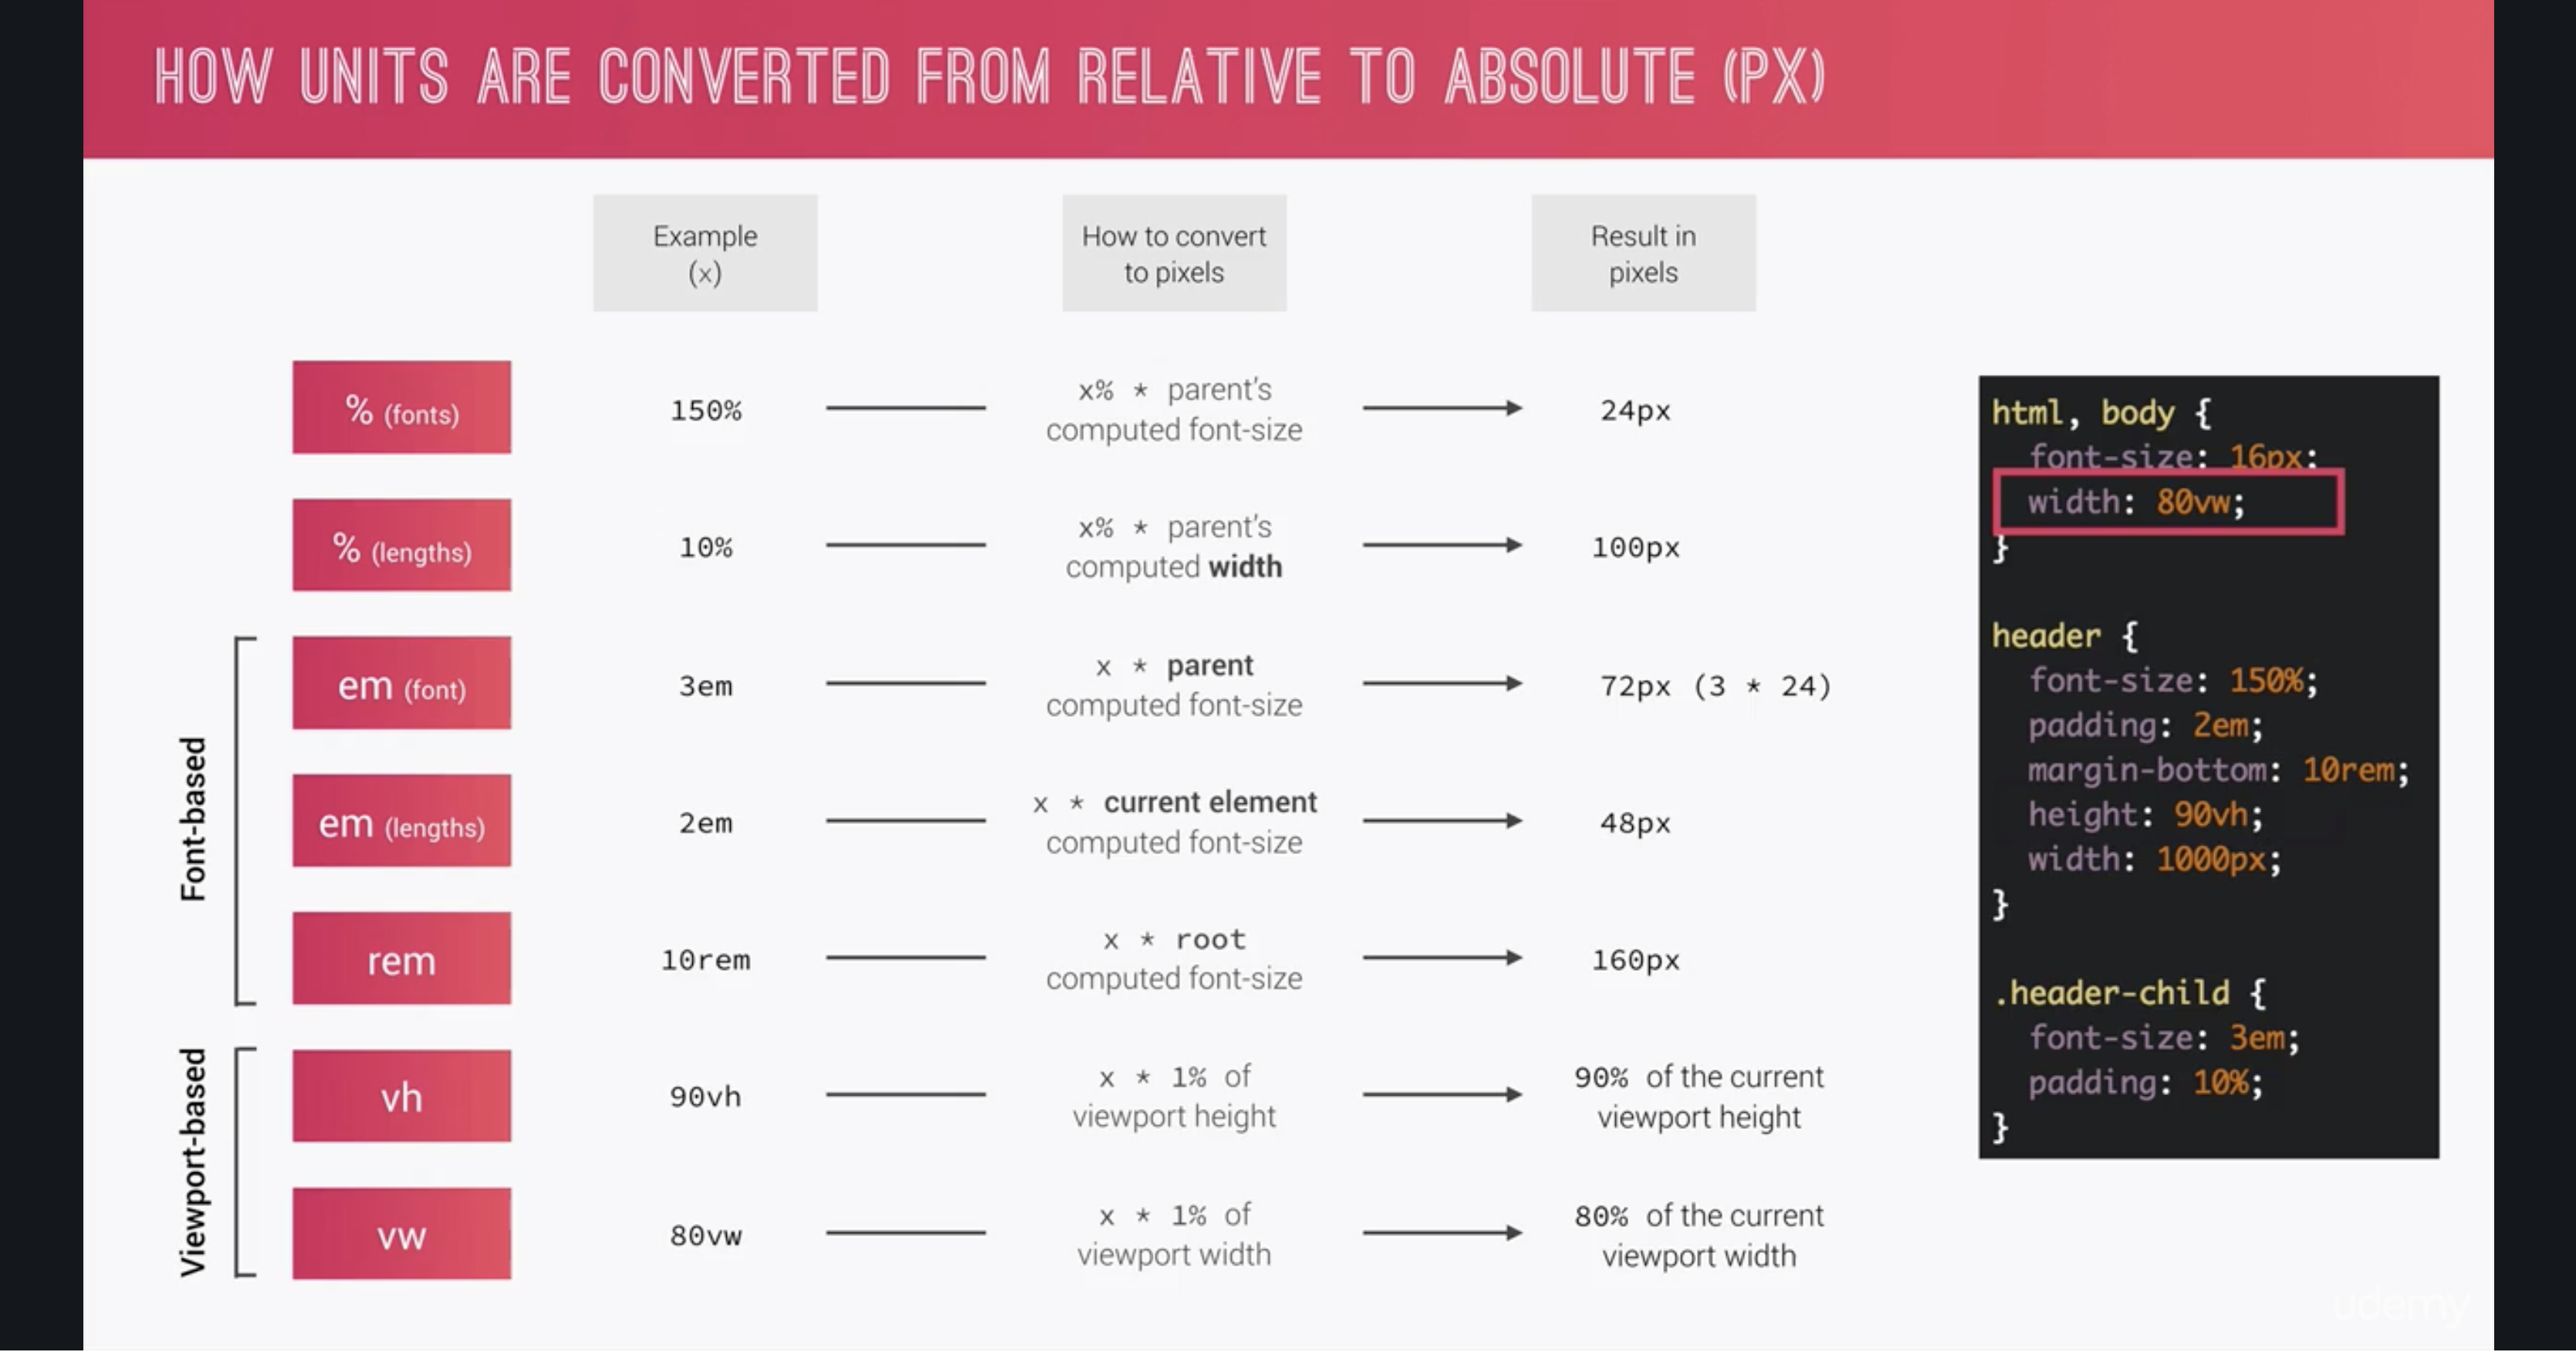 HOW UNITS ARE CONVERTED FROM RELATIVE TO ABSOLUTE (PX)
Example
(x)
How to convert
to pixels
Result in
pixels
% (fonts)
150%
x% * parent's
computed font-size
24px
% (lengths)
10%
x% * parent's
computed width
100px
Font-based
em (font)
3em
x * parent
computed font-size
72px (3 * 24)
em (lengths)
2em
x * current element
computed font-size
48px
rem
10rem
x * root
computed font-size
160px
Viewport-based
vh
90vh
x * 1% of
viewport height
90% of the current
viewport height
vw
80vw
x * 1% of
viewport width
80% of the current
viewport width
html, body {
font-size: 16px;
width: 80vw;
}
header {
font-size: 150%;
padding: 2em;
margin-bottom: 10rem;
height: 90vh;
width: 1000px;
}
.header-child {
font-size: 3em;
padding: 10%;
}
udemy